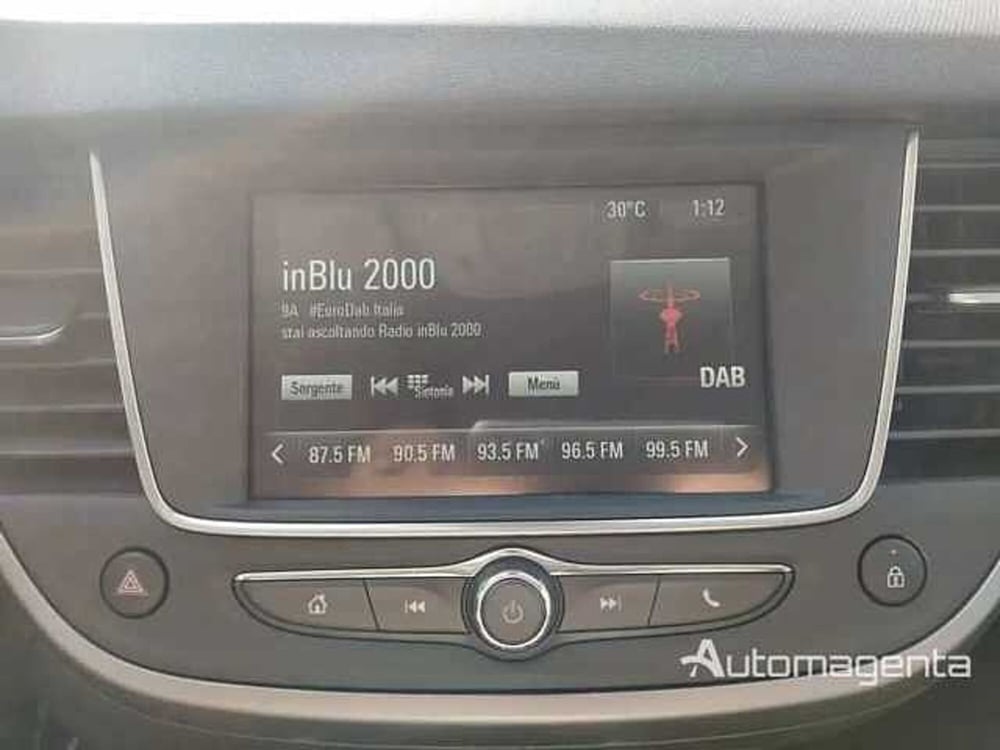 30°C 1:12
inBlu 2000
9A #EuroDab Italia
stai ascoltando Radio inBlu 2000
Sorgente Sintonia Menù
DAB
87.5 FM 90.5 FM 93.5 FM 96.5 FM 99.5 FM
Automagenta